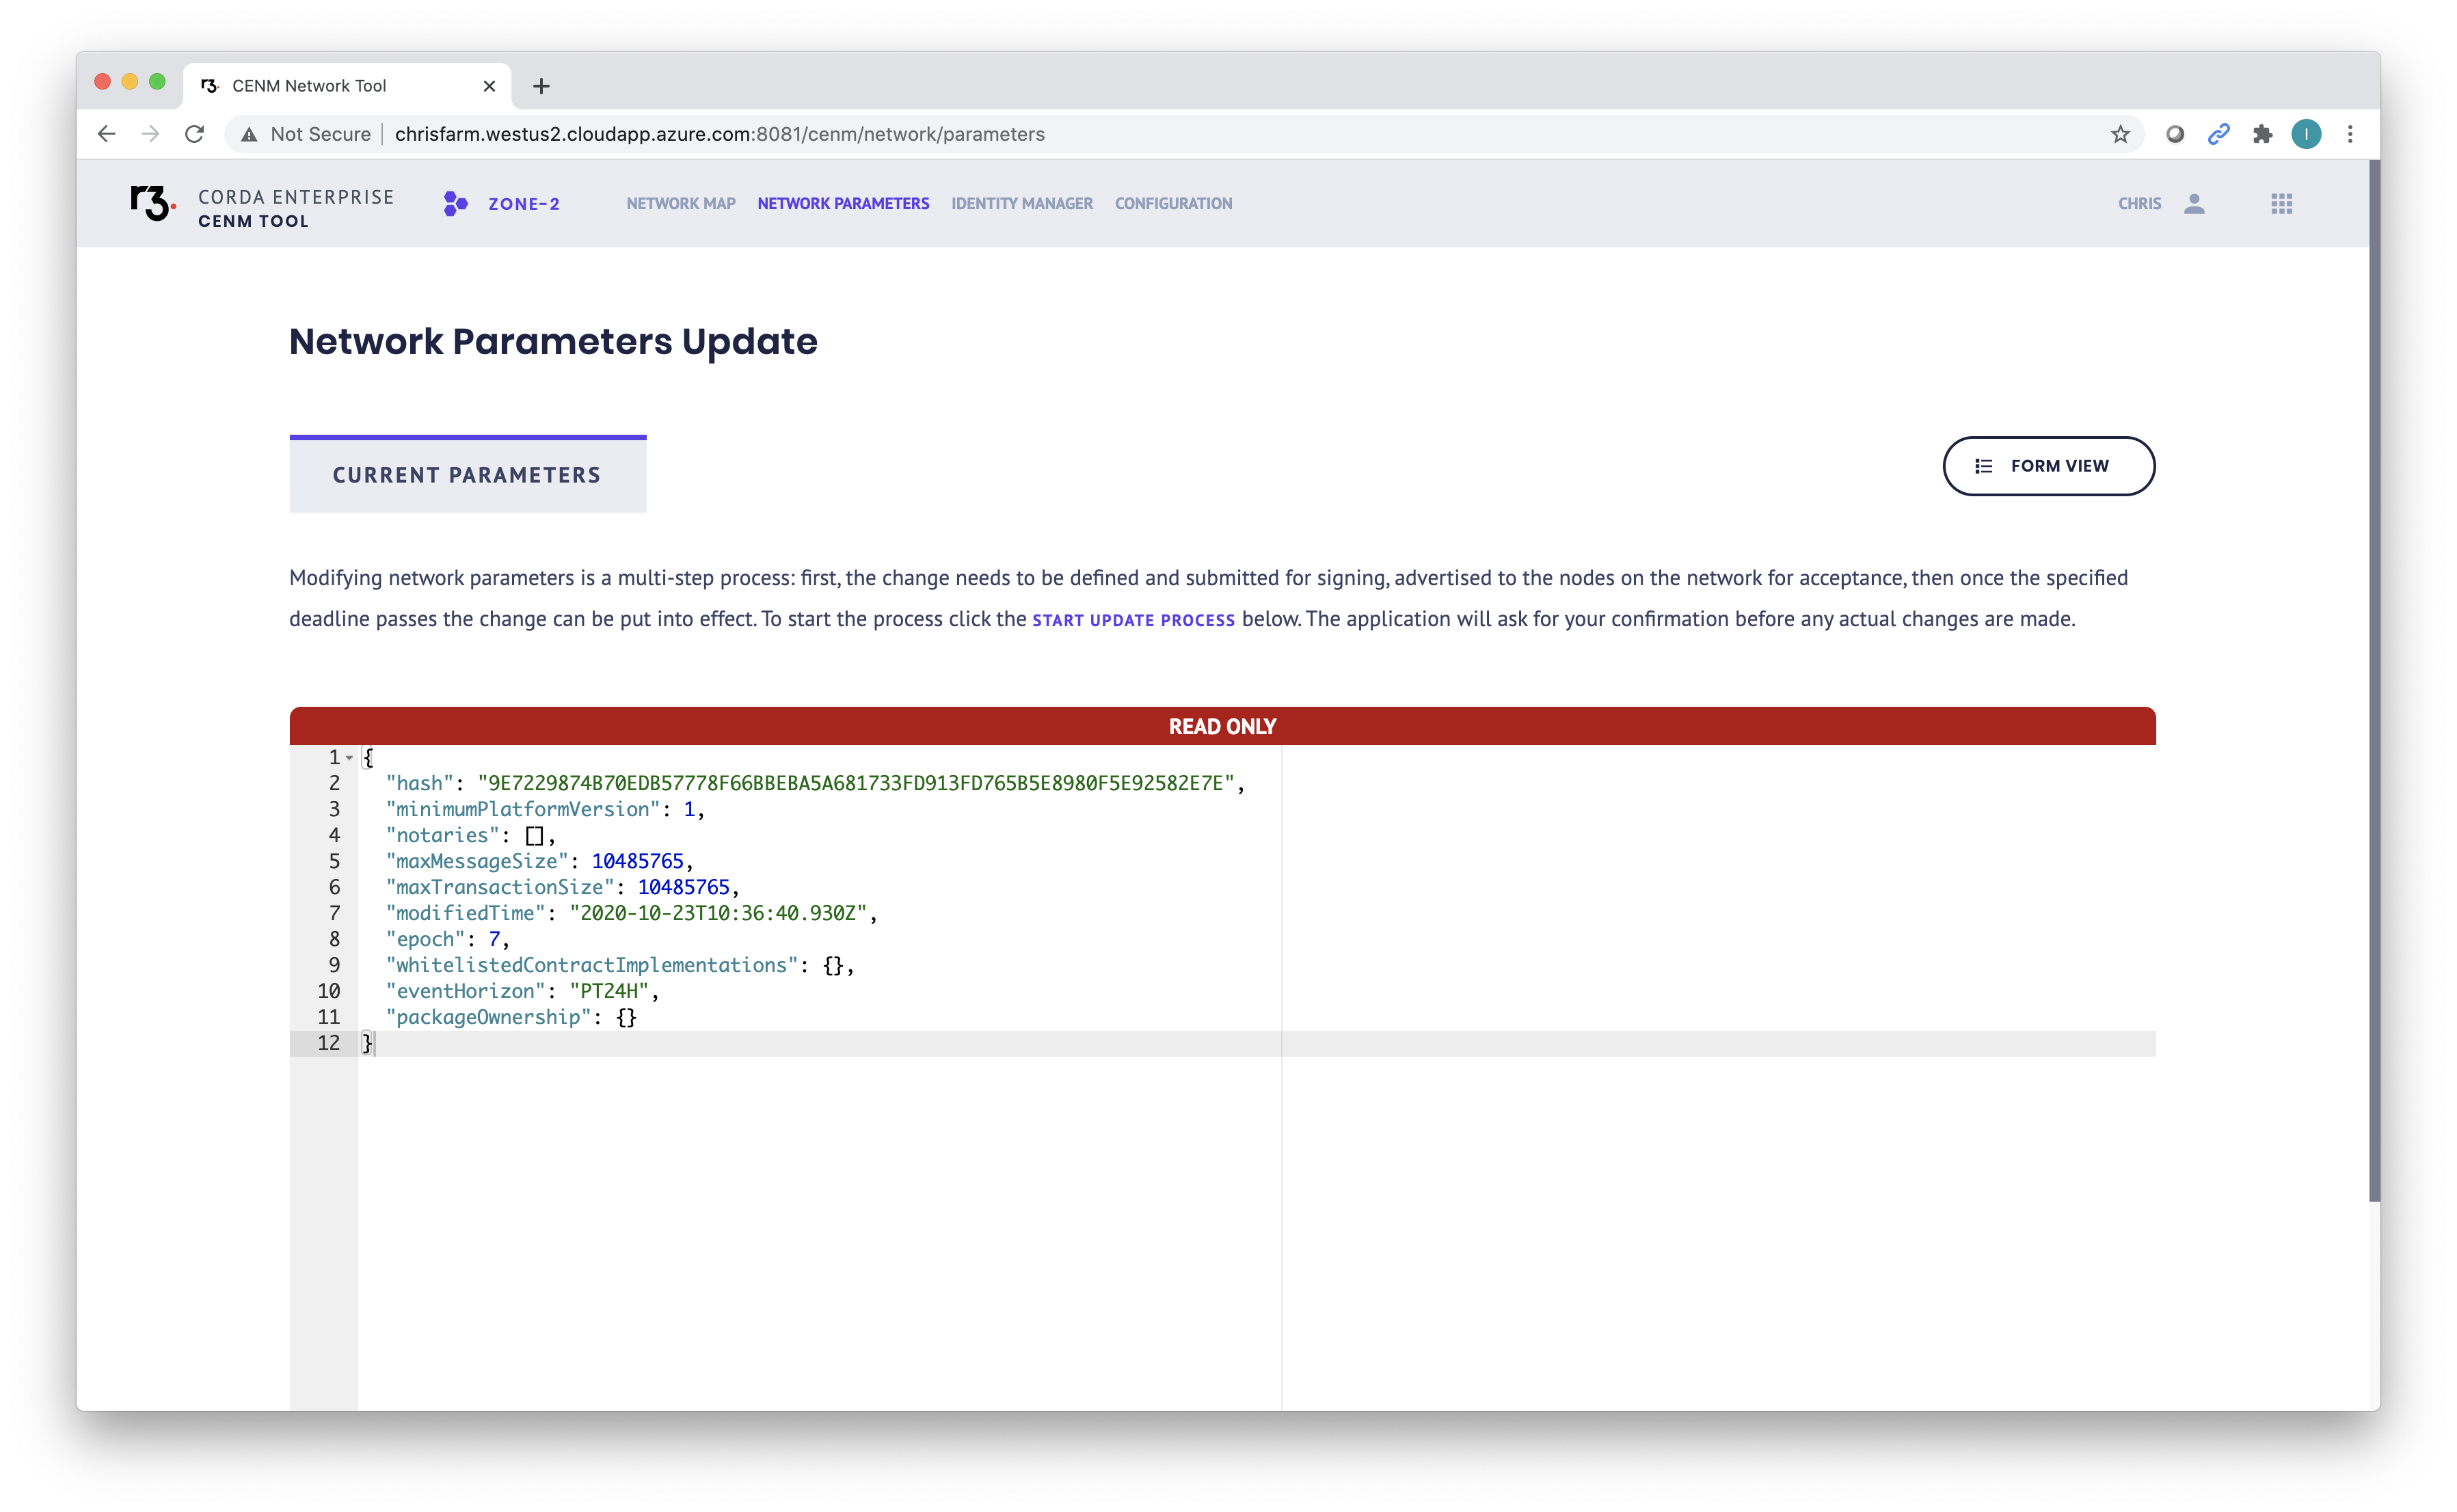 r3. CENM Network Tool
Not Secure chrisfarm.westus2.cloudapp.azure.com:8081/cenm/network/parameters I
r3. CORDA ENTERPRISE
CENM TOOL
ZONE-2 NETWORK MAP NETWORK PARAMETERS IDENTITY MANAGER CONFIGURATION CHRIS
Network Parameters Update
CURRENT PARAMETERS
FORM VIEW
Modifying network parameters is a multi-step process: first, the change needs to be defined and submitted for signing, advertised to the nodes on the network for acceptance, then once the specified
deadline passes the change can be put into effect. To start the process click the START UPDATE PROCESS below. The application will ask for your confirmation before any actual changes are made.
READ ONLY
1 {
2 "hash": "9E7229874B70EDB57778F66BBEBA5A681733FD913FD765B5E8980F5E92582E7E",
3 "minimumPlatformVersion": 1,
4 "notaries": [],
5 "maxMessageSize": 10485765,
6 "maxTransactionSize": 10485765,
7 "modifiedTime": "2020-10-23T10:36:40.930Z",
8 "epoch": 7,
9 "whitelistedContractImplementations": {},
10 "eventHorizon": "PT24H",
11 "packageOwnership": {}
12 }